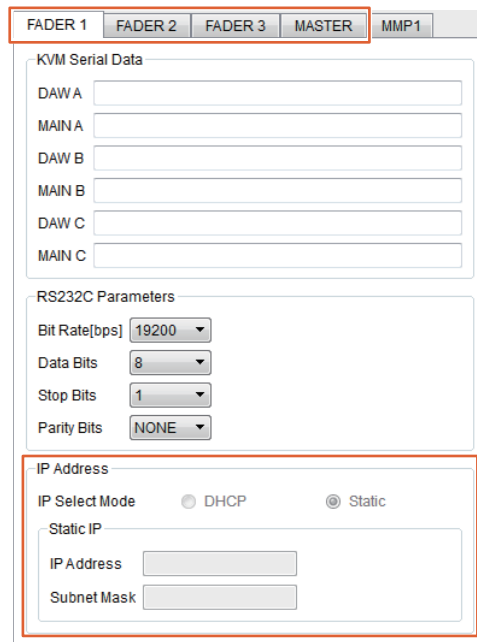 FADER 1 FADER 2 FADER 3 MASTER MMP1
KVM Serial Data
DAW A
MAIN A
DAW B
MAIN B
DAW C
MAIN C
RS232C Parameters
Bit Rate[bps] 19200
Data Bits 8
Stop Bits 1
Parity Bits NONE
IP Address
IP Select Mode DHCP Static
Static IP
IP Address
Subnet Mask